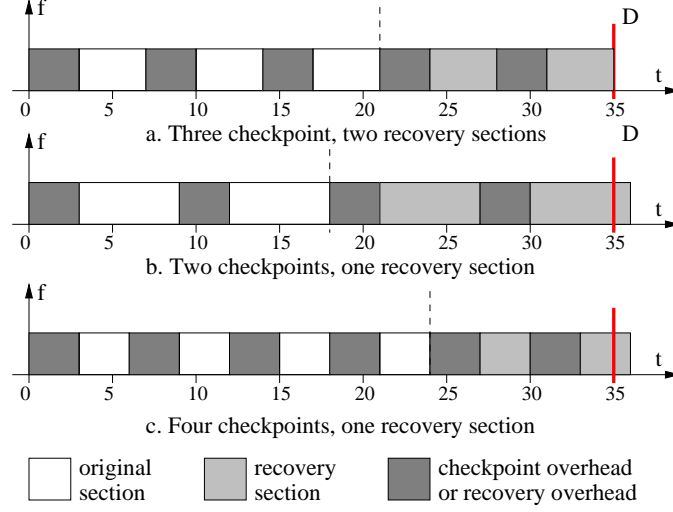 f
D
t
0 5 10 15 20 25 30 35
a. Three checkpoint, two recovery sections
f
D
t
0 5 10 15 20 25 30 35
b. Two checkpoints, one recovery section
f
t
0 5 10 15 20 25 30 35
c. Four checkpoints, one recovery section
original
section
recovery
section
checkpoint overhead
or recovery overhead